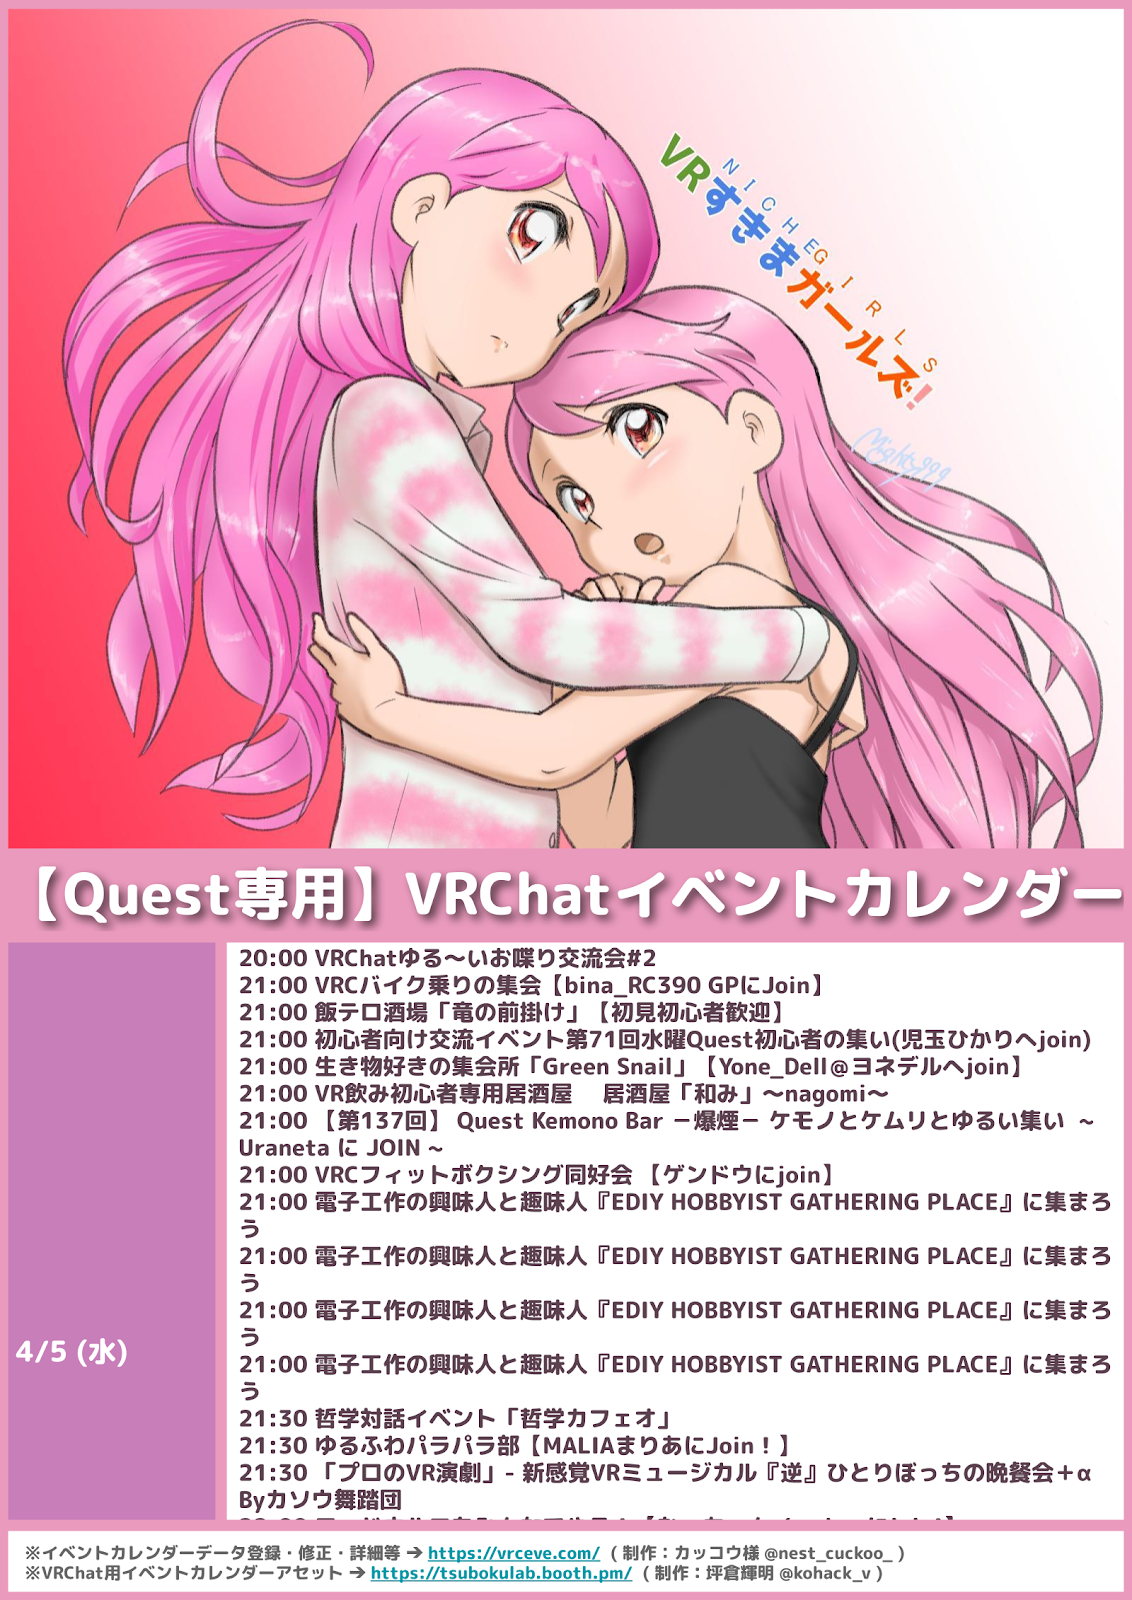 VRすきまガールズ!
NICHEGIRLS
Mighty999
【Quest専用】VRChatイベントカレンダー
4/5 (水)
20:00 VRChatゆる～いお喋り交流会#2
21:00 VRCバイク乗りの集会【bina_RC390 GPにJoin】
21:00 飯テロ酒場「竜の前掛け」【初見初心者歓迎】
21:00 初心者向け交流イベント第71回水曜Quest初心者の集い(児玉ひかりへjoin)
21:00 生き物好きの集会所「Green Snail」【Yone_Dell＠ヨネデルへjoin】
21:00 VR飲み初心者専用居酒屋　居酒屋「和み」～nagomi～
21:00 【第137回】 Quest Kemono Bar －爆煙－ ケモノとケムリとゆるい集い ~
Uraneta に JOIN ~
21:00 VRCフィットボクシング同好会 【ゲンドウにjoin】
21:00 電子工作の興味人と趣味人『EDIY HOBBYIST GATHERING PLACE』に集まろ
う
21:00 電子工作の興味人と趣味人『EDIY HOBBYIST GATHERING PLACE』に集まろ
う
21:00 電子工作の興味人と趣味人『EDIY HOBBYIST GATHERING PLACE』に集まろ
う
21:00 電子工作の興味人と趣味人『EDIY HOBBYIST GATHERING PLACE』に集まろ
う
21:30 哲学対話イベント「哲学カフェオ」
21:30 ゆるふわパラパラ部【MALIAまりあにJoin！】
21:30 「プロのVR演劇」- 新感覚VRミュージカル『逆』ひとりぼっちの晩餐会＋α
Byカソウ舞踏団
※イベントカレンダーデータ登録・修正・詳細等 → https://vrceve.com/ ( 制作：カッコウ様 @nest_cuckoo_ )
※VRChat用イベントカレンダーアセット → https://tsubokulab.booth.pm/ ( 制作：坪倉輝明 @kohack_v )